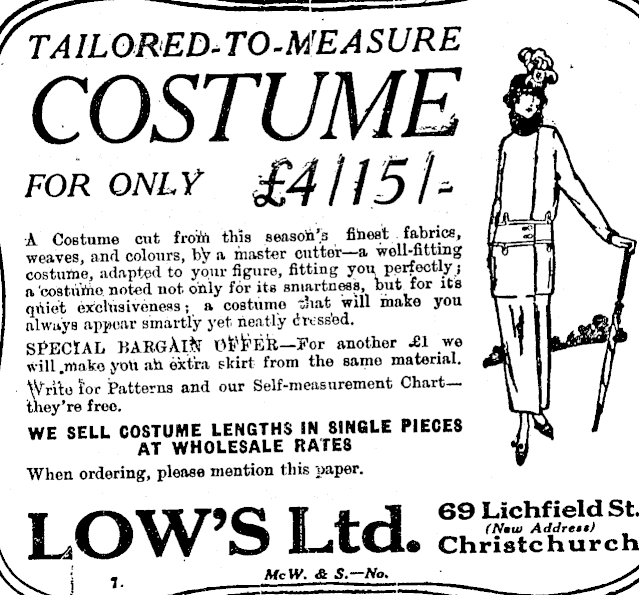 TAILORED-TO-MEASURE
COSTUME
FOR ONLY £4/15/-
A Costume cut from this season's finest fabrics,
weaves, and colours, by a master cutter—a well-fitting
costume, adapted to your figure, fitting you perfectly;
a costume noted not only for its smartness, but for its
quiet exclusiveness; a costume that will make you
always appear smartly yet neatly dressed.
SPECIAL BARGAIN OFFER—For another £1 we
will make you an extra skirt from the same material.
Write for Patterns and our Self-measurement Chart—
they're free.
WE SELL COSTUME LENGTHS IN SINGLE PIECES
AT WHOLESALE RATES
When ordering, please mention this paper.
LOW'S Ltd.
69 Lichfield St.
(New Address)
Christchurch
7.
McW. & S.—No.